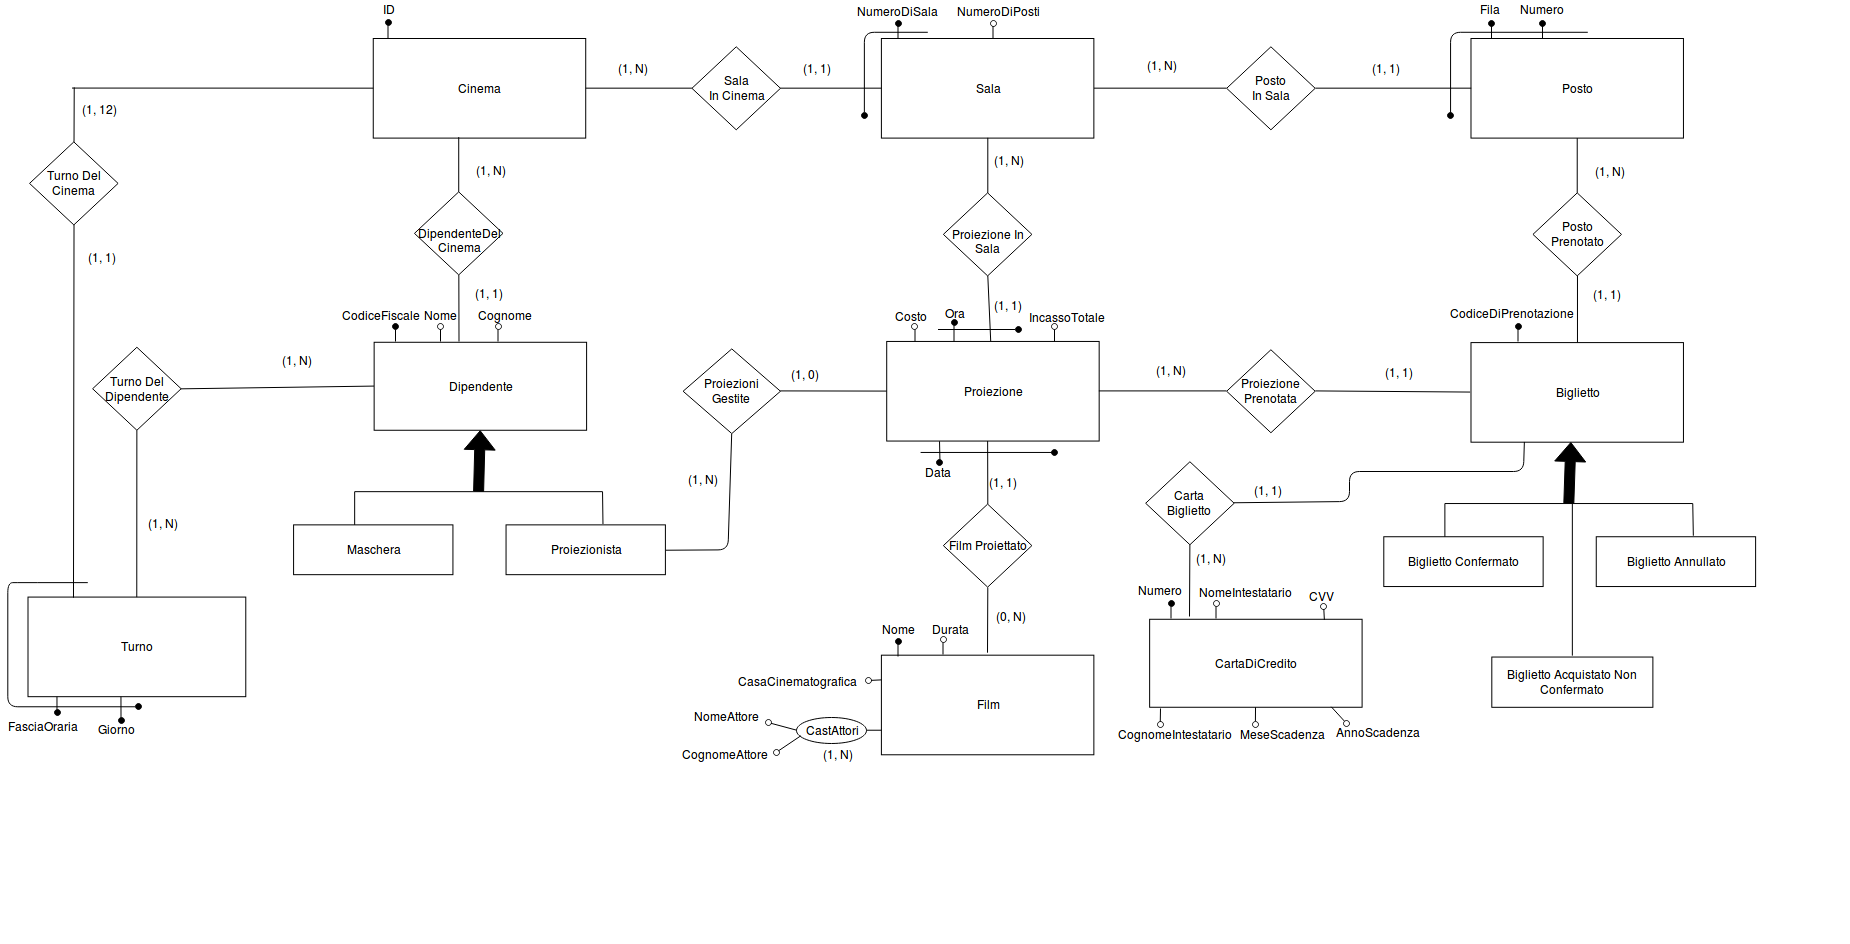 ID
NumeroDiSala
NumeroDiPosti
Fila
Numero
Cinema
(1, N)
Sala
In Cinema
(1, 1)
Sala
(1, N)
Posto
In Sala
(1, 1)
Posto
(1, 12)
Turno Del
Cinema
(1, 1)
(1, N)
DipendenteDel
Cinema
(1, 1)
(1, N)
Proiezione In
Sala
(1, 1)
(1, N)
Posto
Prenotato
(1, 1)
CodiceFiscale
Nome
Cognome
Costo
Ora
IncassoTotale
CodiceDiPrenotazione
Turno Del
Dipendente
(1, N)
Dipendente
Proiezioni
Gestite
(1, 0)
Proiezione
(1, N)
Proiezione
Prenotata
(1, 1)
Biglietto
(1, N)
(1, N)
Data
(1, 1)
Carta
Biglietto
(1, 1)
Maschera
Proiezionista
Film Proiettato
(1, N)
Biglietto Confermato
Biglietto Annullato
Numero
NomeIntestatario
CVV
(0, N)
Nome
Durata
Turno
CartaDiCredito
CasaCinematografica
Film
Biglietto Acquistato Non
Confermato
NomeAttore
CastAttori
CognomeAttore
(1, N)
FasciaOraria
Giorno
CognomeIntestatario
MeseScadenza
AnnoScadenza